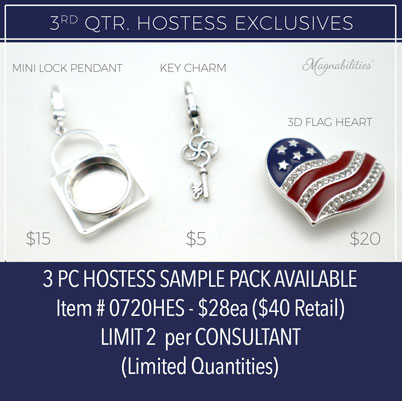 3RD QTR. HOSTESS EXCLUSIVES
MINI LOCK PENDANT
KEY CHARM
Magnabilities®
3D FLAG HEART
$15
$5
$20
3 PC HOSTESS SAMPLE PACK AVAILABLE
Item # 0720HES - $28ea ($40 Retail)
LIMIT 2 per CONSULTANT
(Limited Quantities)